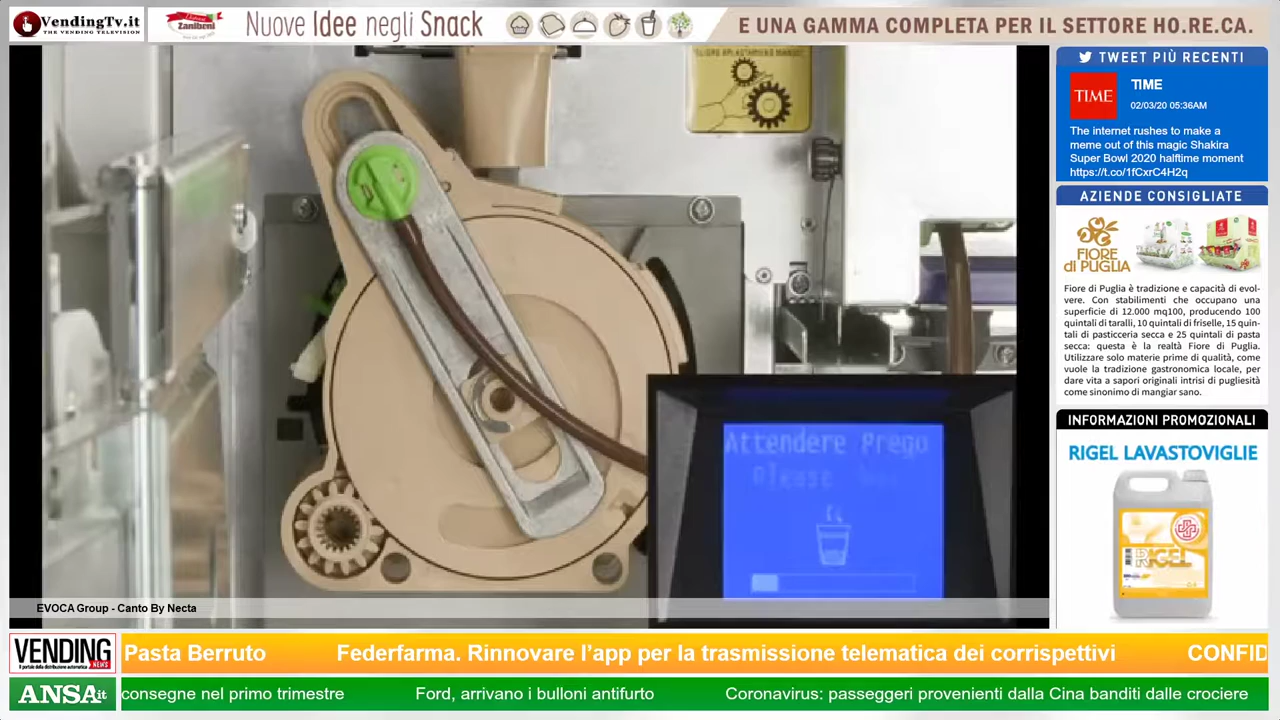 VendingTv.it
THE VENDING TELEVISION
Zaniboni
Nuove Idee negli Snack
E UNA GAMMA COMPLETA PER IL SETTORE HO.RE.CA.
TWEET PIÙ RECENTI
TIME
TIME
02/03/20 05:36AM
The internet rushes to make a
meme out of this magic Shakira
Super Bowl 2020 halftime moment
https://t.co/1fCxrC4H2q
AZIENDE CONSIGLIATE
FIORE
di PUGLIA
Fiore di Puglia è tradizione e capacità di evol-
vere. Con stabilimenti che occupano una
superficie di 12.000 mq100, producendo 100
quintali di taralli, 10 quintali di friselle, 15 quin-
tali di pasticceria secca e 25 quintali di pasta
secca: questa è la realtà Fiore di Puglia.
Utilizzare solo materie prime di qualità, come
vuole la tradizione gastronomica locale, per
dare vita a sapori originali intrisi di pugliesità
come sinonimo di mangiar sano.
INFORMAZIONI PROMOZIONALI
RIGEL LAVASTOVIGLIE
RIGEL
Attendere Prego
Please
EVOCA Group - Canto By Necta
VENDING
NEWS
Il portale della distribuzione automatica
Pasta Berruto
Federfarma. Rinnovare l'app per la trasmissione telematica dei corrispettivi
CONFID
ANSA.it
consegne nel primo trimestre
Ford, arrivano i bulloni antifurto
Coronavirus: passeggeri provenienti dalla Cina banditi dalle crociere